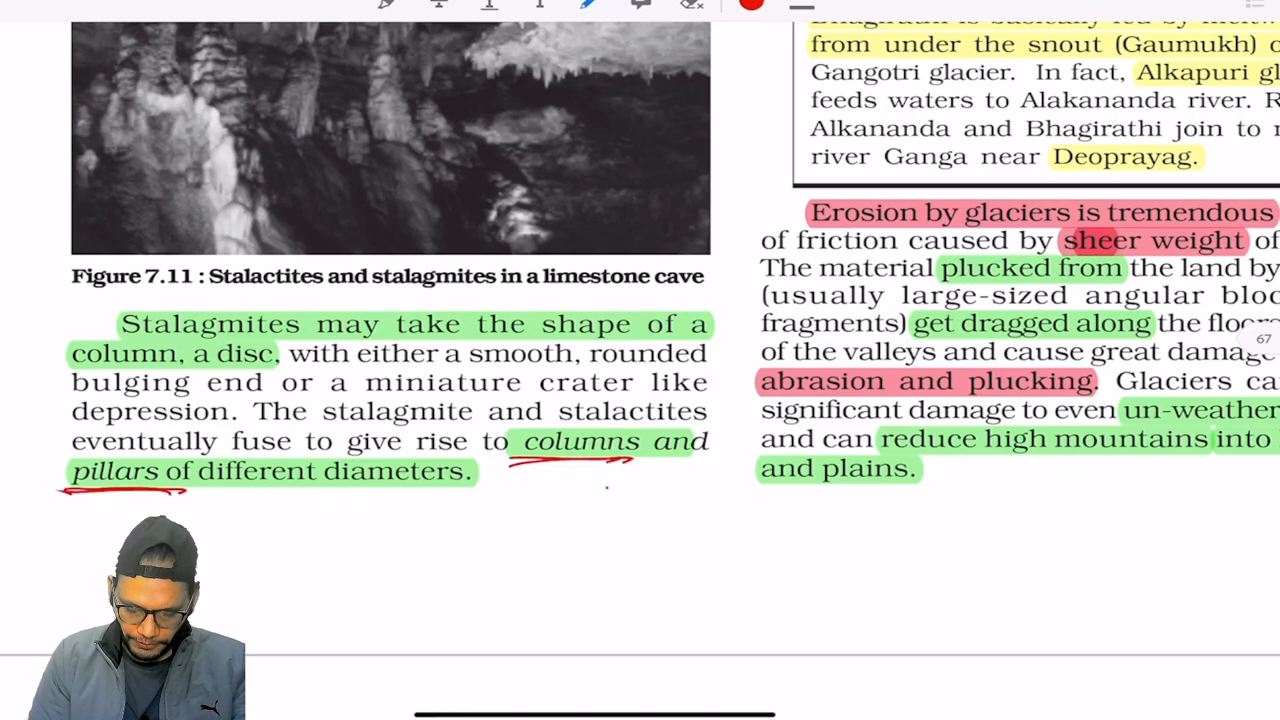 from under the snout (Gaumukh)
Gangotri glacier. In fact, Alkapuri
feeds waters to Alakananda river.
Alkananda and Bhagirathi join to
river Ganga near Deoprayag.
Figure 7.11 : Stalactites and stalagmites in a limestone cave
Stalagmites may take the shape of a
column, a disc, with either a smooth, rounded
bulging end or a miniature crater like
depression. The stalagmite and stalactites
eventually fuse to give rise to columns and
pillars of different diameters.
Erosion by glaciers is tremendous
of friction caused by sheer weight of
The material plucked from the land by
(usually large-sized angular
fragments) get dragged along the
67
of the valleys and cause great
abrasion and plucking. Glaciers
significant damage to even
and can reduce high mountains into
and plains.